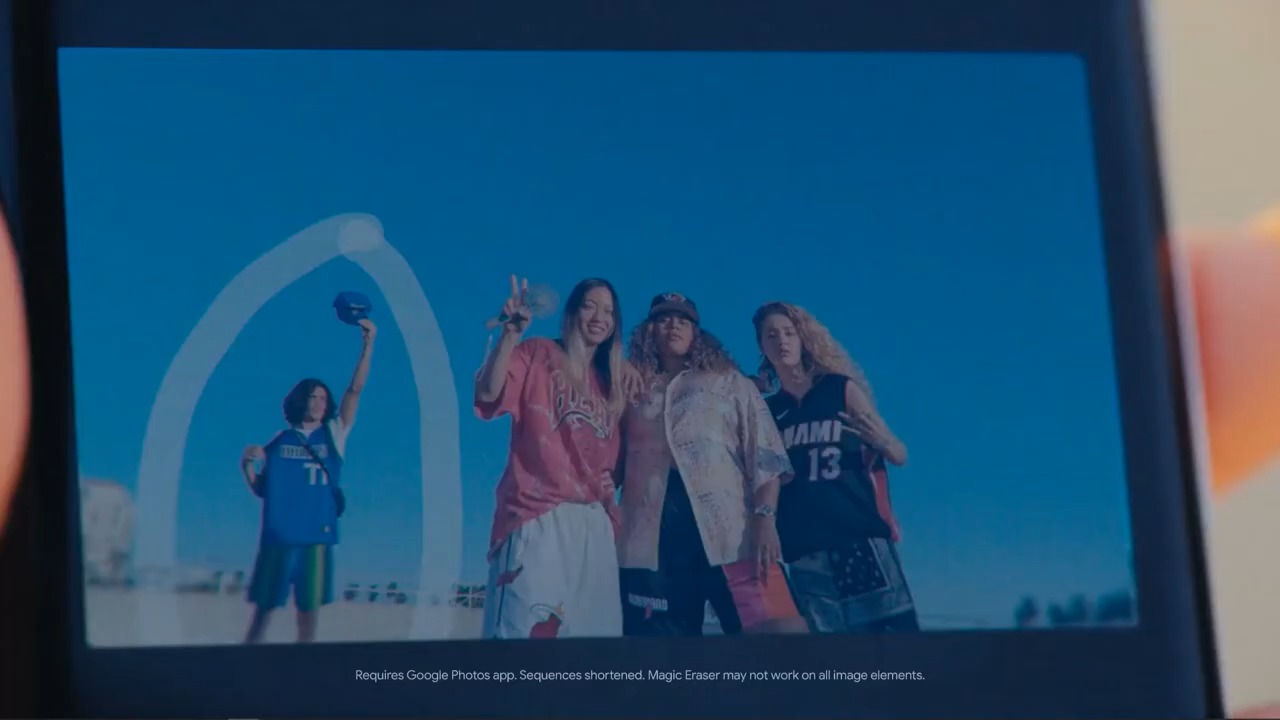 MIAMI
13
Requires Google Photos app. Sequences shortened. Magic Eraser may not work on all image elements.